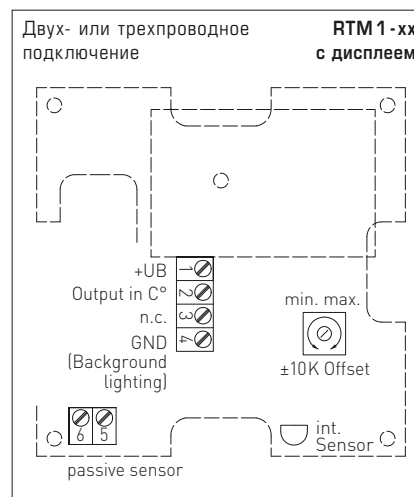 Двух- или трехпроводное
подключение
RTM 1 - xx
с дисплеем
+UB 1
Output in C° 2
n.c. 3
GND 4
(Background
lighting)
min. max.
±10K Offset
6 5
int.
Sensor
passive sensor